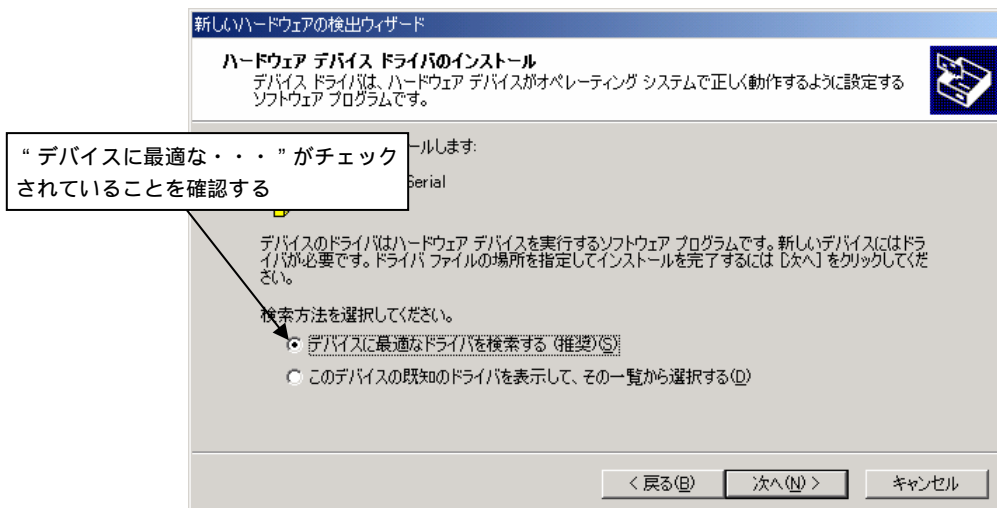 新しいハードウェアの検出ウィザード
ハードウェア デバイス ドライバのインストール
デバイス ドライバは、ハードウェア デバイスがオペレーティング システムで正しく動作するように設定する
ソフトウェア プログラムです。
“デバイスに最適な・・・”がチェック
されていることを確認する
ールします:
Serial
デバイスのドライバはハードウェア デバイスを実行するソフトウェア プログラムです。新しいデバイスにはドラ
イバが必要です。ドライバ ファイルの場所を指定してインストールを完了するには [次へ] をクリックしてくだ
さい。
検索方法を選択してください。
デバイスに最適なドライバを検索する (推奨)(S)
このデバイスの既知のドライバを表示して、その一覧から選択する(D)
< 戻る(B) 次へ(N) > キャンセル